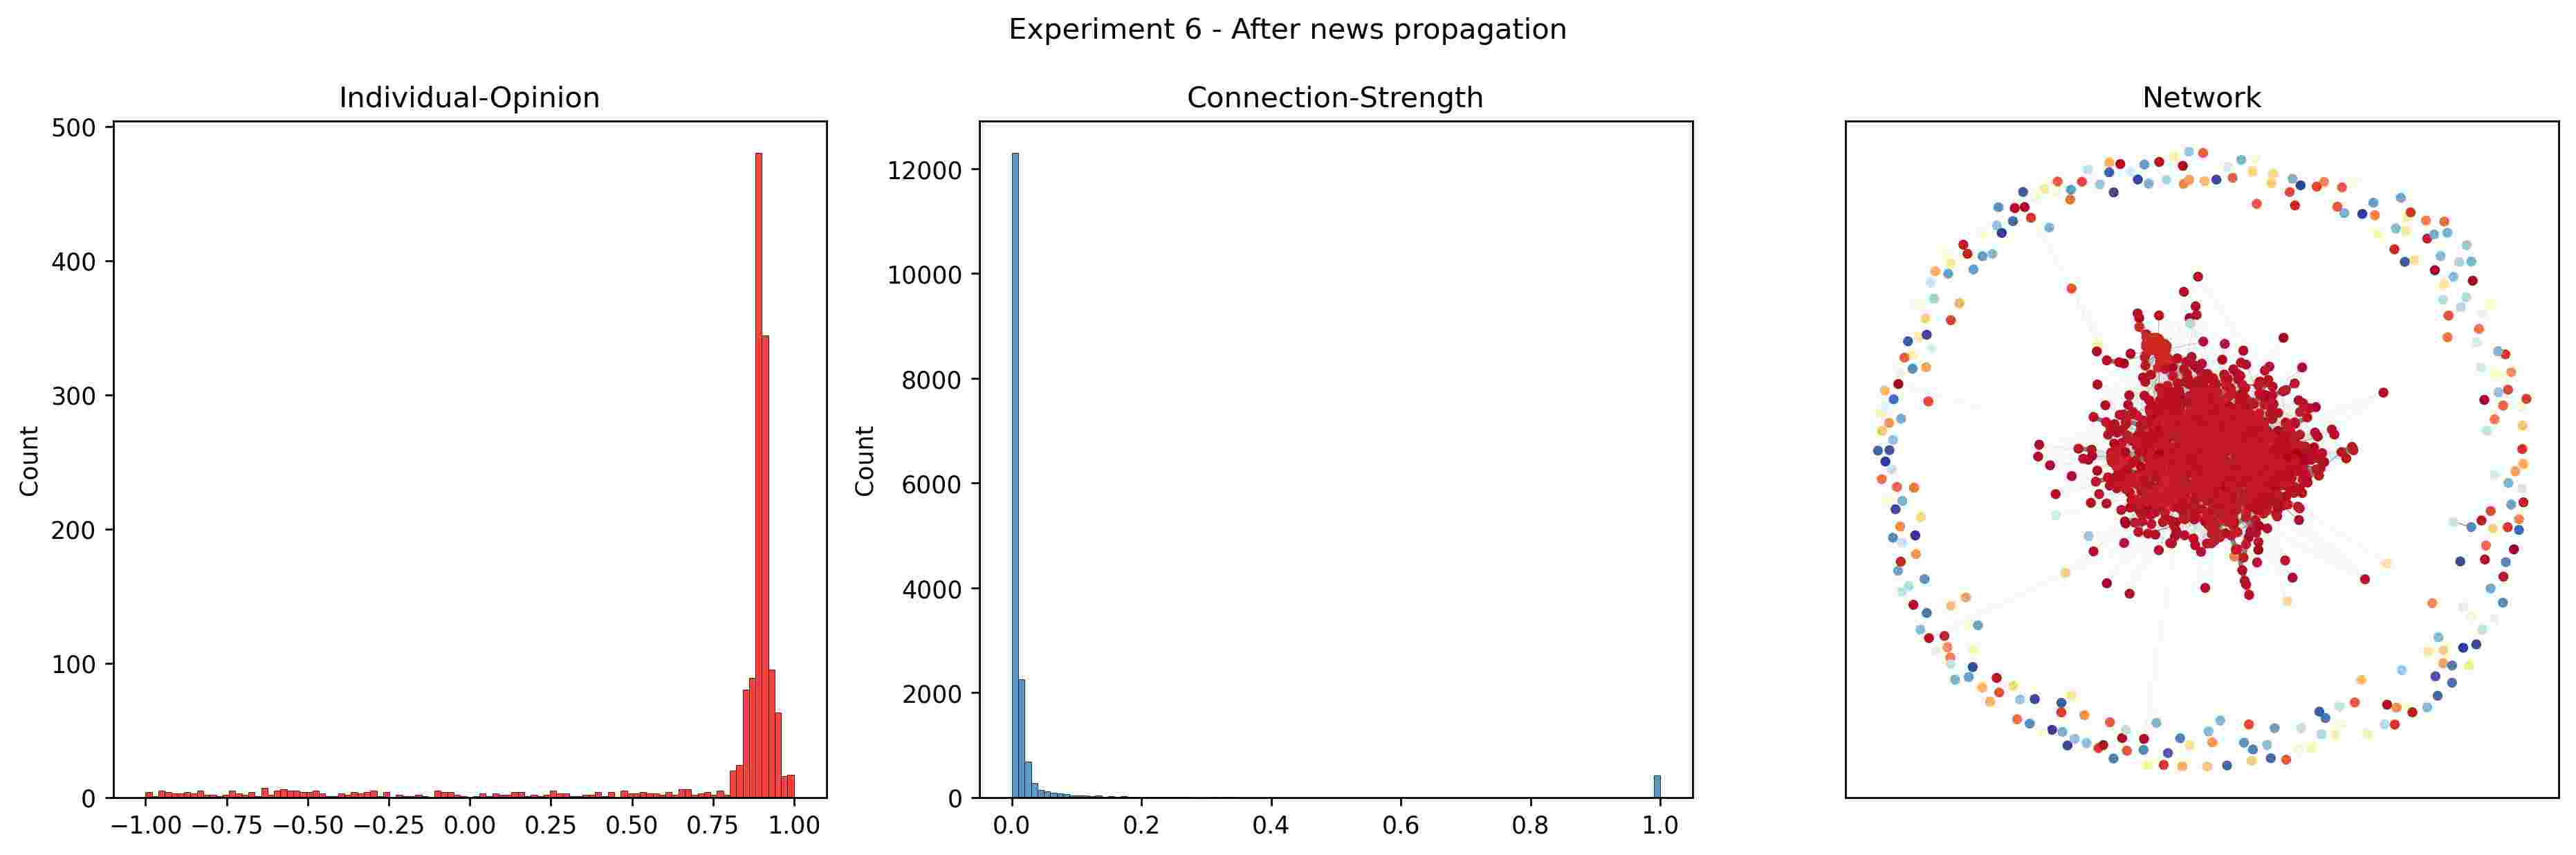 Experiment 6 - After news propagation
Individual-Opinion
500
400
300
200
100
0
Count
−1.00 −0.75 −0.50 −0.25 0.00 0.25 0.50 0.75 1.00
Connection-Strength
12000
10000
8000
6000
4000
2000
0
Count
0.0 0.2 0.4 0.6 0.8 1.0
Network